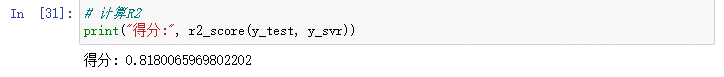 In [31]: # 计算R2
print("得分:", r2_score(y_test, y_svr))
得分: 0.8180065969802202